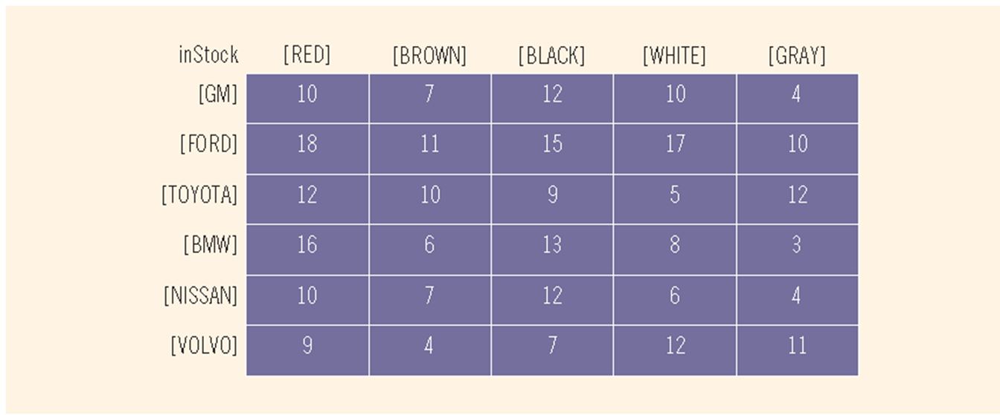 inStock [RED] [BROWN] [BLACK] [WHITE] [GRAY]
[GM] 10 7 12 10 4
[FORD] 18 11 15 17 10
[TOYOTA] 12 10 9 5 12
[BMW] 16 6 13 8 3
[NISSAN] 10 7 12 6 4
[VOLVO] 9 4 7 12 11